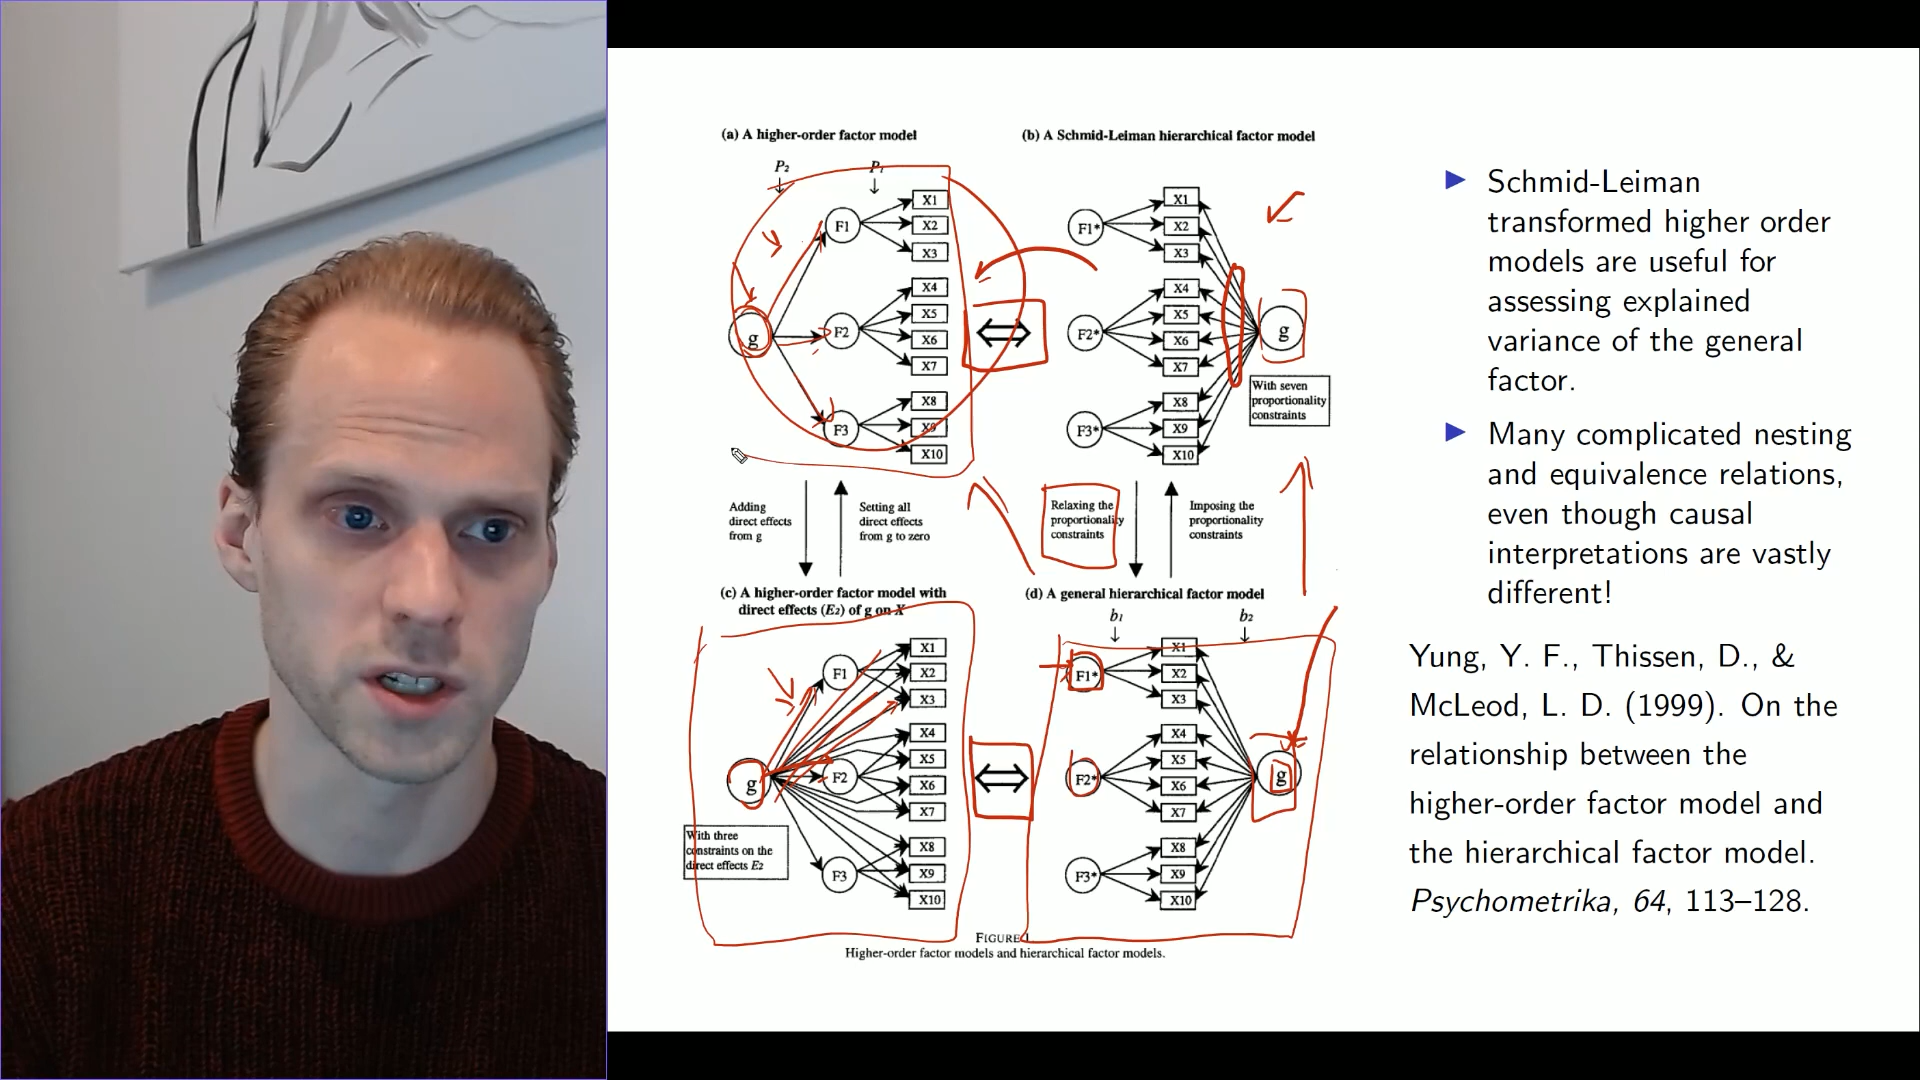 (a) A higher-order factor model
(b) A Schmid-Leiman hierarchical factor model
P₂
P₁
X1
F1
X2
X3
X4
X5
g
F2
X6
X7
X8
F3
X9
X10
X1
F1*
X2
X3
X4
X5
F2*
X6
g
X7
With seven
proportionality
constraints
X8
F3*
X9
X10
Adding
direct effects
from g
Setting all
direct effects
from g to zero
Relaxing the
proportionality
constraints
Imposing the
proportionality
constraints
(c) A higher-order factor model with
direct effects (E₂) of g on X
(d) A general hierarchical factor model
b₁
b₂
X1
F1
X2
X3
X4
X5
g
F2
X6
X7
With three
constraints on the
direct effects E₂
X8
F3
X9
X10
X1
F1*
X2
X3
X4
X5
F2*
g
X6
X7
X8
F3*
X9
X10
FIGURE 1
Higher-order factor models and hierarchical factor models.
Schmid-Leiman
transformed higher order
models are useful for
assessing explained
variance of the general
factor.
Many complicated nesting
and equivalence relations,
even though causal
interpretations are vastly
different!
Yung, Y. F., Thissen, D., &
McLeod, L. D. (1999). On the
relationship between the
higher-order factor model and
the hierarchical factor model.
Psychometrika, 64, 113–128.